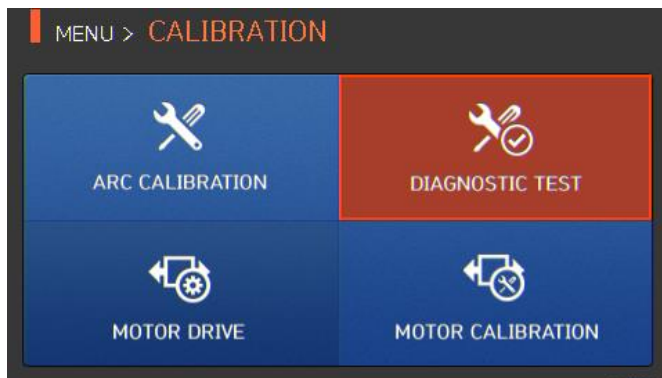 MENU > CALIBRATION
ARC CALIBRATION
DIAGNOSTIC TEST
MOTOR DRIVE
MOTOR CALIBRATION